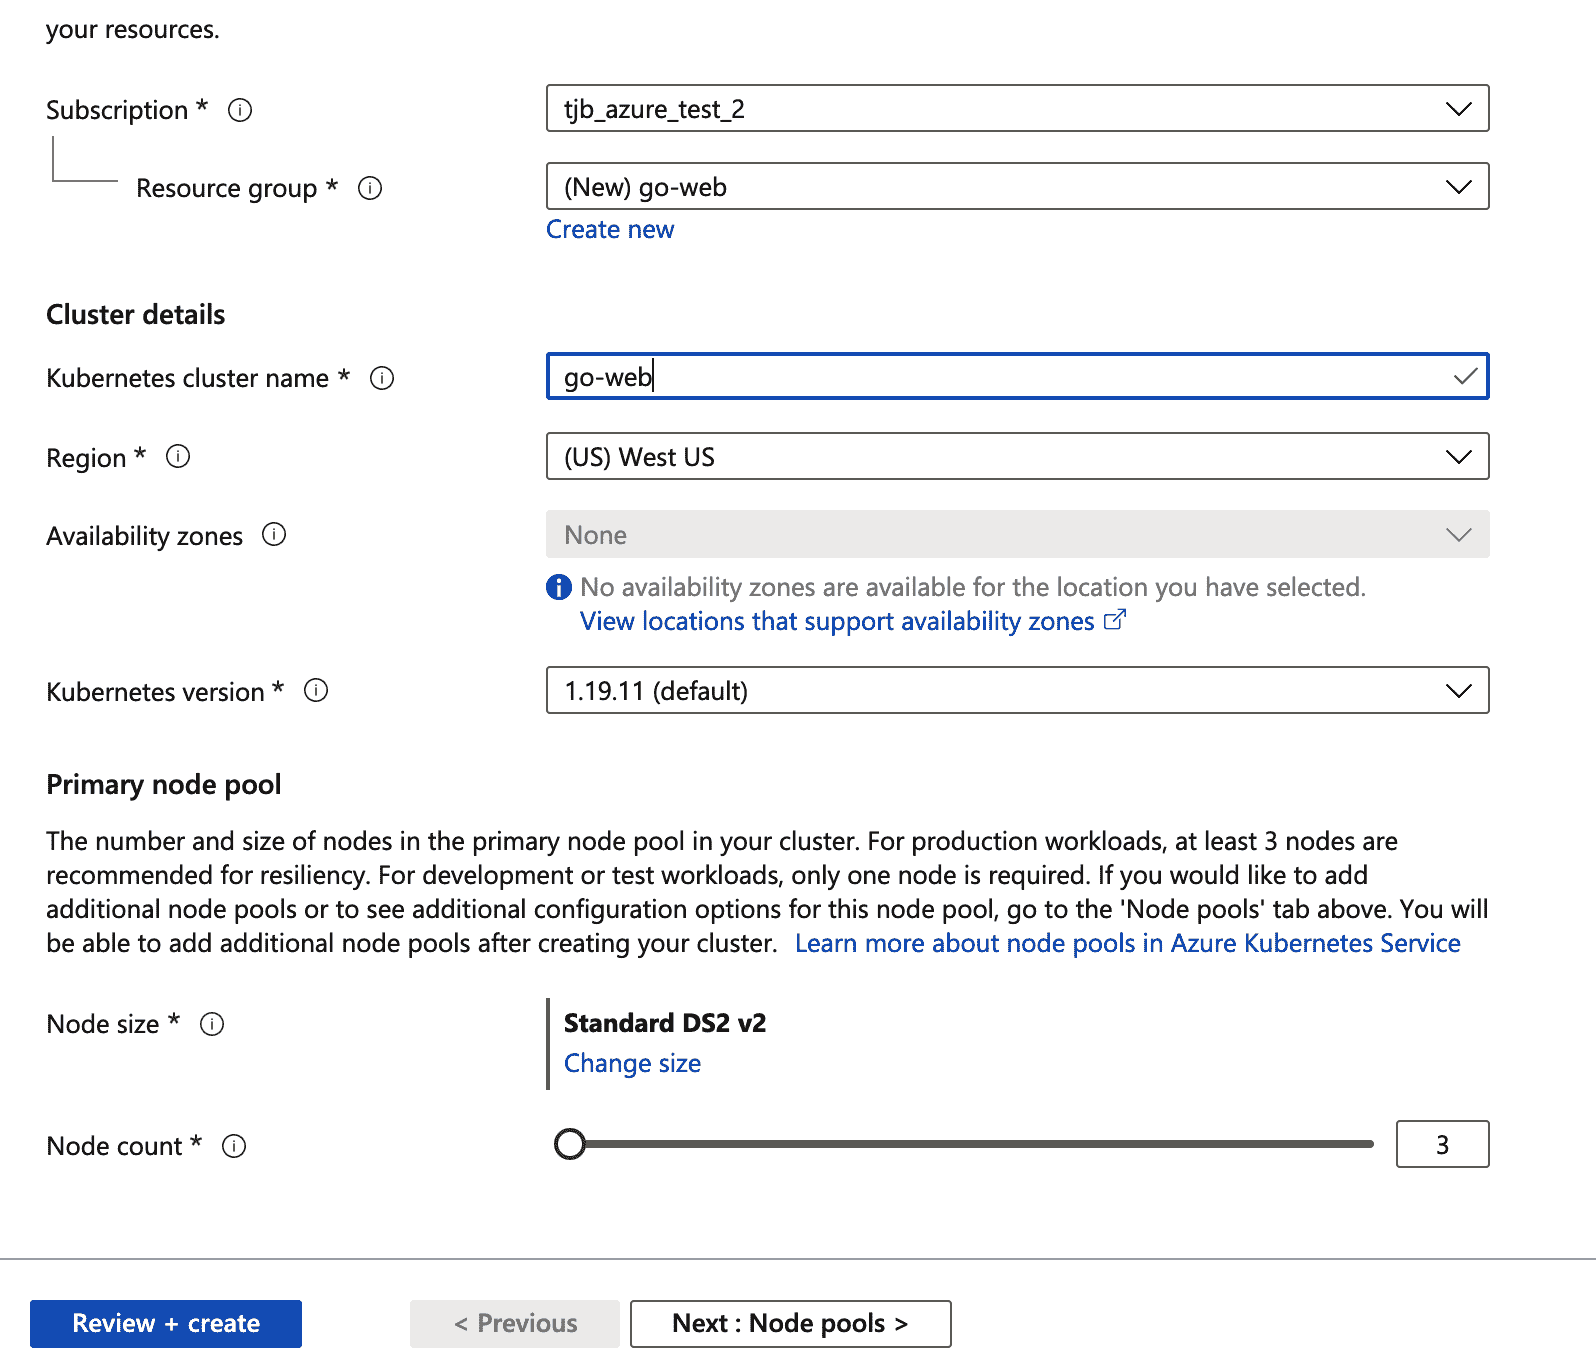 your resources.
Subscription *
tjb_azure_test_2
Resource group *
(New) go-web
Create new
Cluster details
Kubernetes cluster name *
go-web
Region *
(US) West US
Availability zones
None
No availability zones are available for the location you have selected.
View locations that support availability zones
Kubernetes version *
1.19.11 (default)
Primary node pool
The number and size of nodes in the primary node pool in your cluster. For production workloads, at least 3 nodes are
recommended for resiliency. For development or test workloads, only one node is required. If you would like to add
additional node pools or to see additional configuration options for this node pool, go to the 'Node pools' tab above. You will
be able to add additional node pools after creating your cluster. Learn more about node pools in Azure Kubernetes Service
Node size *
Standard DS2 v2
Change size
Node count *
3
Review + create
< Previous
Next : Node pools >